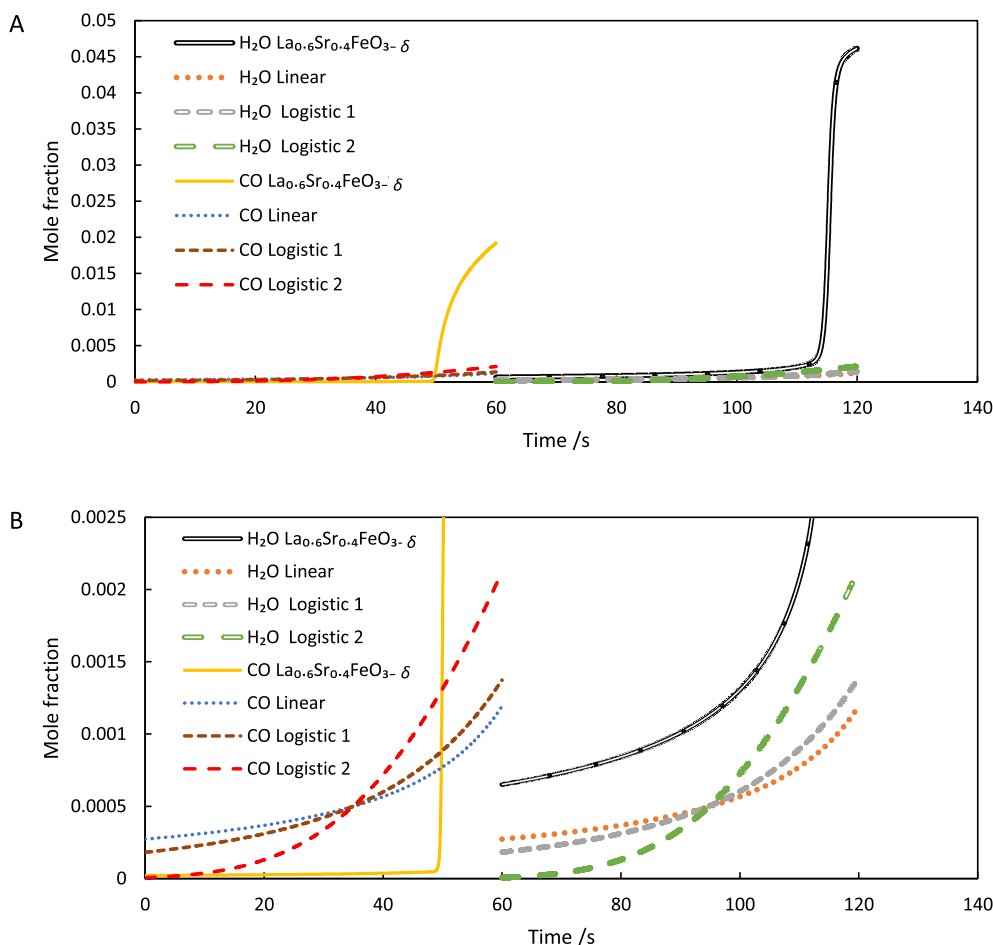 A
0.05
0.045
0.04
0.035
0.03
0.025
0.02
0.015
0.01
0.005
0
Mole fraction
H₂O La₀.₆Sr₀.₄FeO₃₋ δ
H₂O Linear
H₂O Logistic 1
H₂O Logistic 2
CO La₀.₆Sr₀.₄FeO₃₋ δ
CO Linear
CO Logistic 1
CO Logistic 2
0 20 40 60 80 100 120 140
Time /s
B
0.0025
0.002
0.0015
0.001
0.0005
0
Mole fraction
H₂O La₀.₆Sr₀.₄FeO₃₋ δ
H₂O Linear
H₂O Logistic 1
H₂O Logistic 2
CO La₀.₆Sr₀.₄FeO₃₋ δ
CO Linear
CO Logistic 1
CO Logistic 2
0 20 40 60 80 100 120 140
Time /s